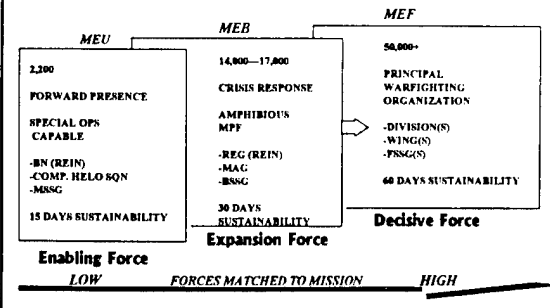 MEU
2,200
FORWARD PRESENCE
SPECIAL OPS
CAPABLE
-BN (REIN)
-COMP. HELO SQN
-MSSG
15 DAYS SUSTAINABILITY
Enabling Force
MEB
14,000—17,000
CRISIS RESPONSE
AMPHIBIOUS
MPF
-REG (REIN)
-MAG
-BSSG
30 DAYS
SUSTAINABILITY
Expansion Force
MEF
50,000+
PRINCIPAL
WARFIGHTING
ORGANIZATION
-DIVISION(S)
-WING(S)
-FSSG(S)
60 DAYS SUSTAINABILITY
Decisive Force
LOW FORCES MATCHED TO MISSION HIGH